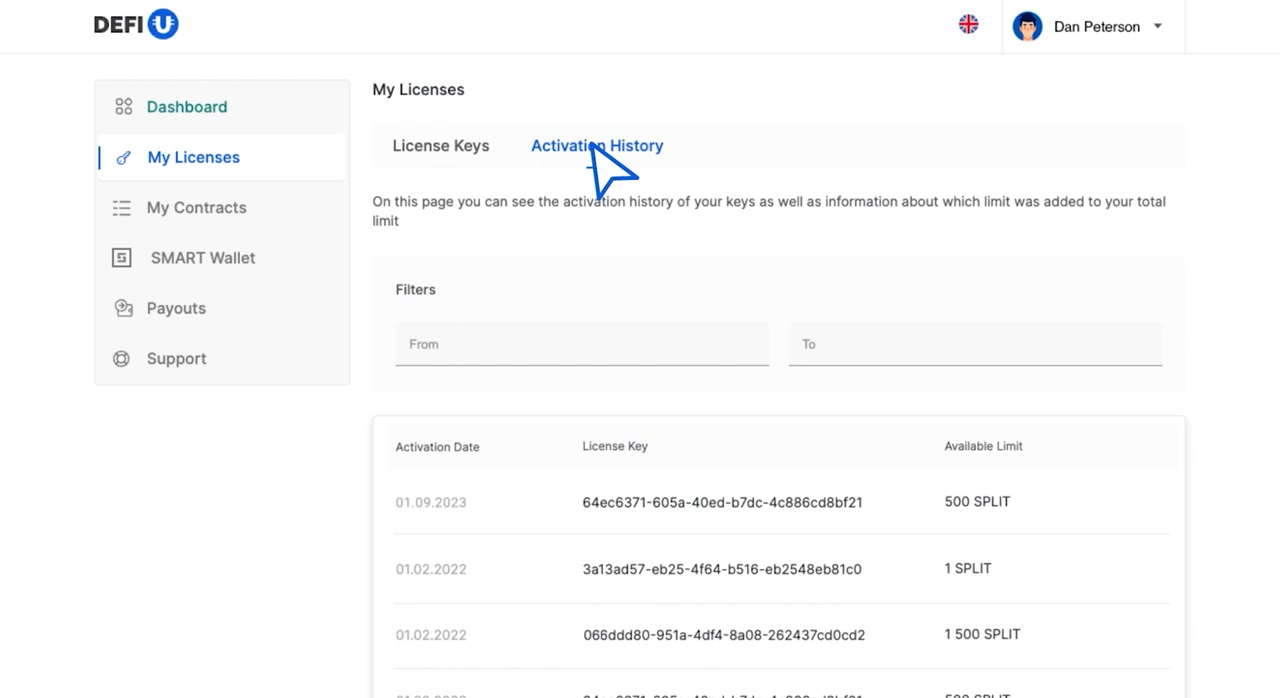 DEFI U
Dan Peterson
Dashboard
My Licenses
My Contracts
SMART Wallet
Payouts
Support
My Licenses
License Keys Activation History
On this page you can see the activation history of your keys as well as information about which limit was added to your total
limit
Filters
From To
Activation Date License Key Available Limit
01.09.2023 64ec6371-605a-40ed-b7dc-4c886cd8bf21 500 SPLIT
01.02.2022 3a13ad57-eb25-4f64-b516-eb2548eb81c0 1 SPLIT
01.02.2022 066ddd80-951a-4df4-8a08-262437cd0cd2 1 500 SPLIT
500 SPLIT